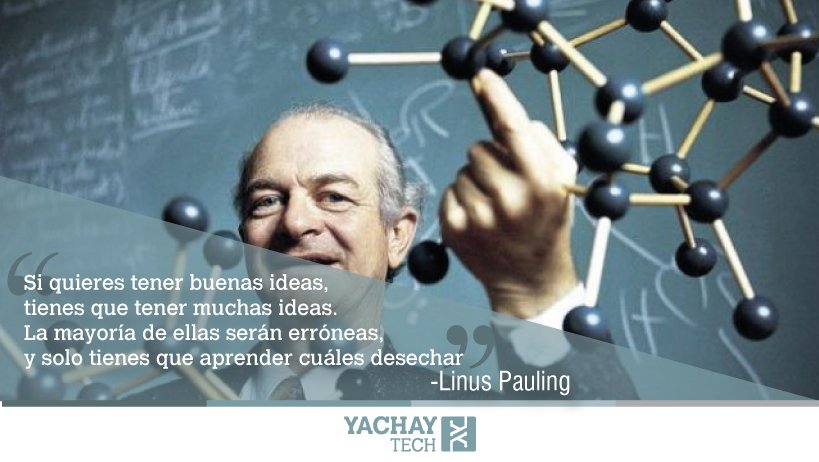 “Si quieres tener buenas ideas,
tienes que tener muchas ideas.
La mayoría de ellas serán erróneas,
y solo tienes que aprender cuáles desechar”
-Linus Pauling
YACHAY
TECH